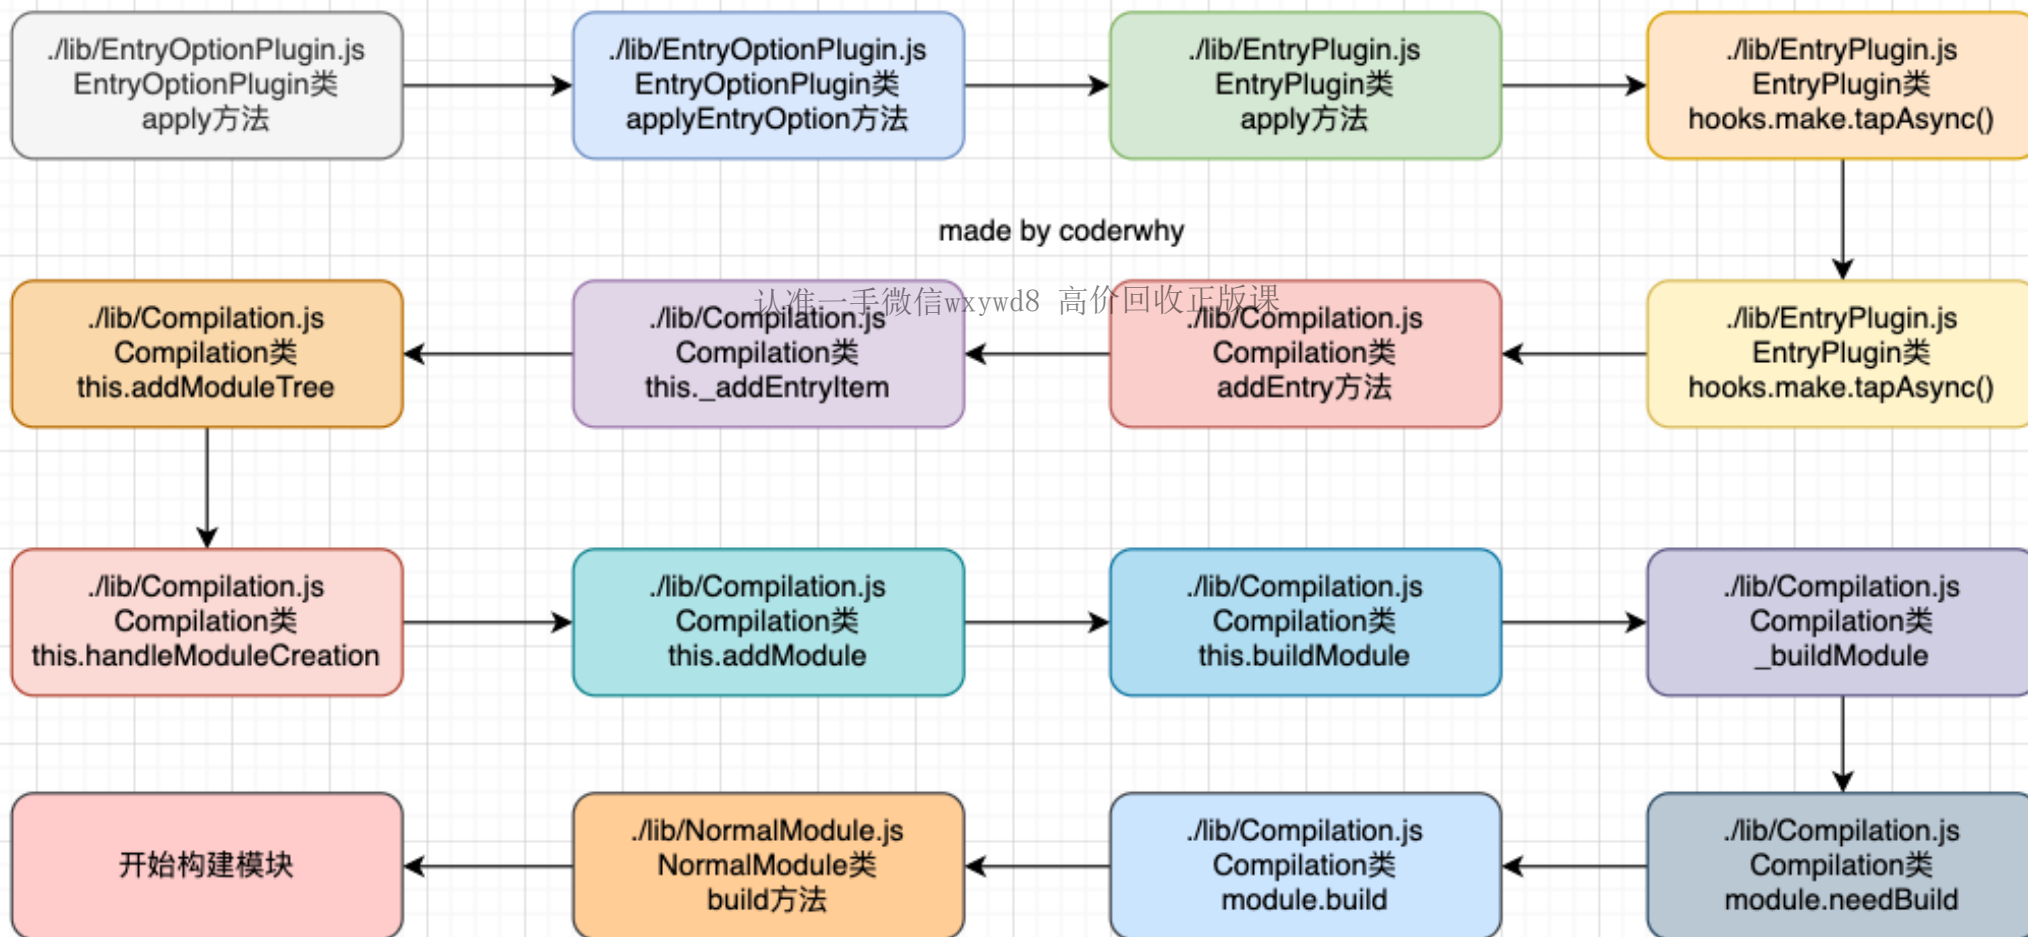 ./lib/EntryOptionPlugin.js
EntryOptionPlugin类
apply方法
./lib/EntryOptionPlugin.js
EntryOptionPlugin类
applyEntryOption方法
./lib/EntryPlugin.js
EntryPlugin类
apply方法
./lib/EntryPlugin.js
EntryPlugin类
hooks.make.tapAsync()
made by coderwhy
认准一手微信wxywd8 高价回收正版课
./lib/EntryPlugin.js
EntryPlugin类
hooks.make.tapAsync()
./lib/Compilation.js
Compilation类
addEntry方法
./lib/Compilation.js
Compilation类
this._addEntryItem
./lib/Compilation.js
Compilation类
this.addModuleTree
./lib/Compilation.js
Compilation类
this.handleModuleCreation
./lib/Compilation.js
Compilation类
this.addModule
./lib/Compilation.js
Compilation类
this.buildModule
./lib/Compilation.js
Compilation类
_buildModule
./lib/Compilation.js
Compilation类
module.needBuild
./lib/Compilation.js
Compilation类
module.build
./lib/NormalModule.js
NormalModule类
build方法
开始构建模块